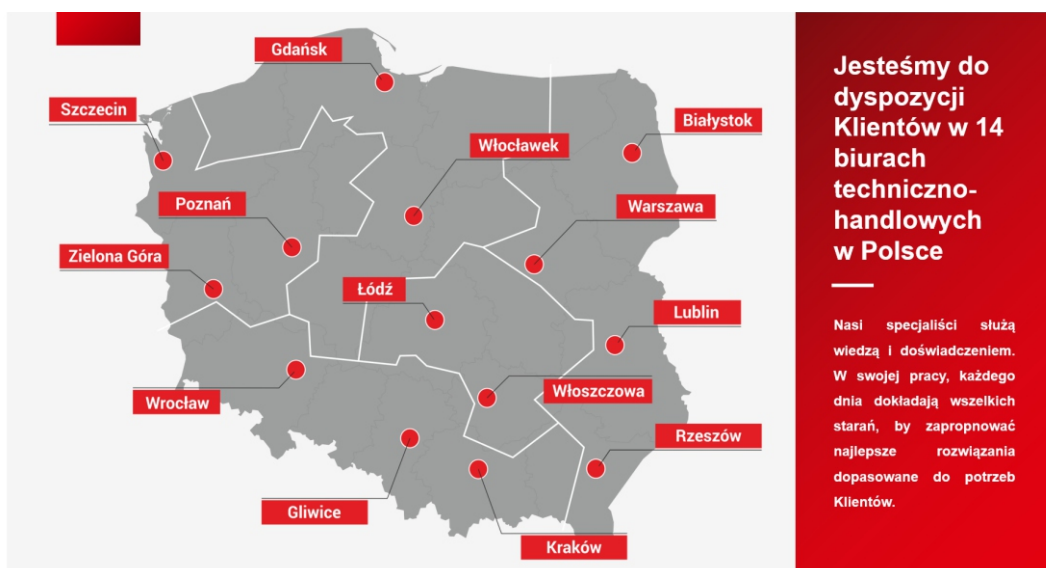 Gdańsk
Szczecin
Białystok
Włocławek
Poznań
Warszawa
Zielona Góra
Łódź
Lublin
Włoszczowa
Wrocław
Rzeszów
Gliwice
Kraków
Jesteśmy do
dyspozycji
Klientów w 14
biurach
techniczno-
handlowych
w Polsce
Nasi specjaliści służą
wiedzą i doświadczeniem.
W swojej pracy, każdego
dnia dokładają wszelkich
starań, by zapropnować
najlepsze rozwiązania
dopasowane do potrzeb
Klientów.